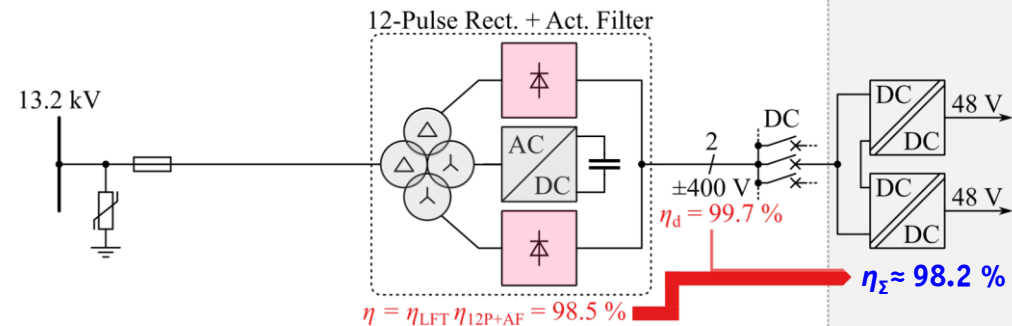 12-Pulse Rect. + Act. Filter
13.2 kV
AC
DC
2
±400 V
DC
DC
DC
48 V
DC
DC
48 V
η_d = 99.7 %
η_Σ ≈ 98.2 %
η = η_LFT η_12P+AF = 98.5 %